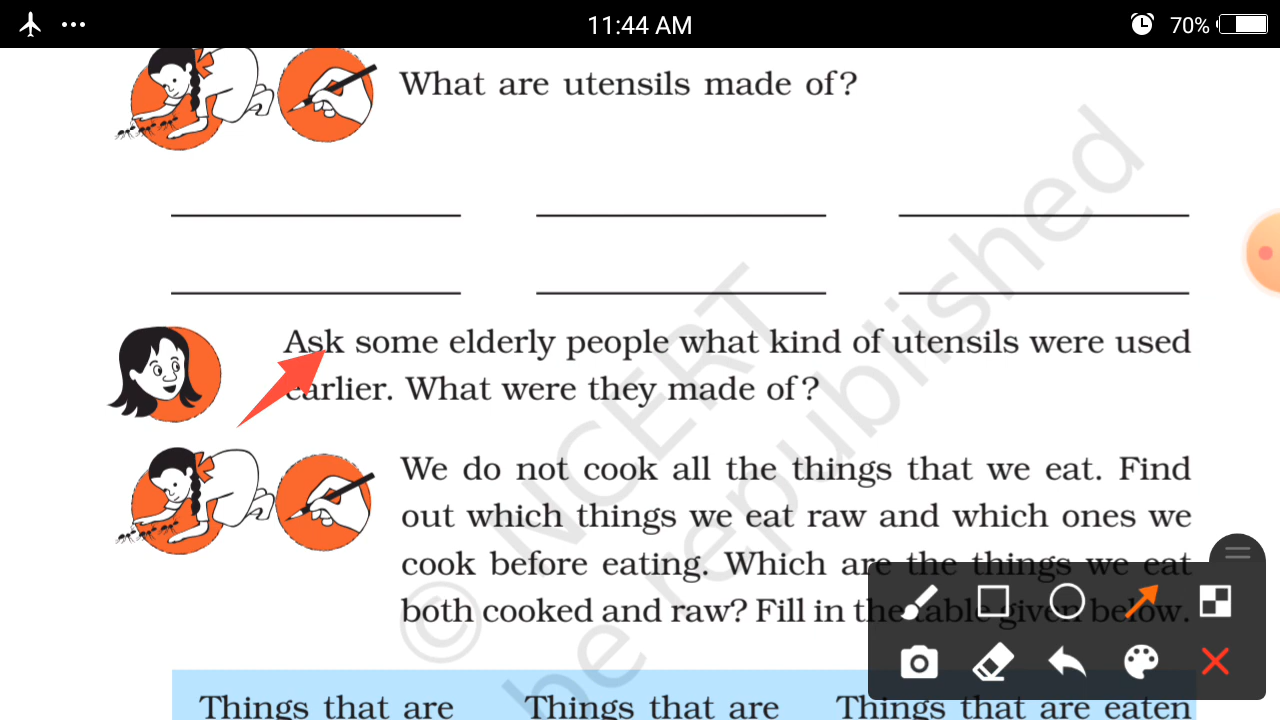 11:44 AM
70%
What are utensils made of?
Ask some elderly people what kind of utensils were used
earlier. What were they made of?
We do not cook all the things that we eat. Find
out which things we eat raw and which ones we
cook before eating. Which are the things we eat
both cooked and raw? Fill in the table given below.
Things that are
Things that are
Things that are eaten
© NCERT
be republished